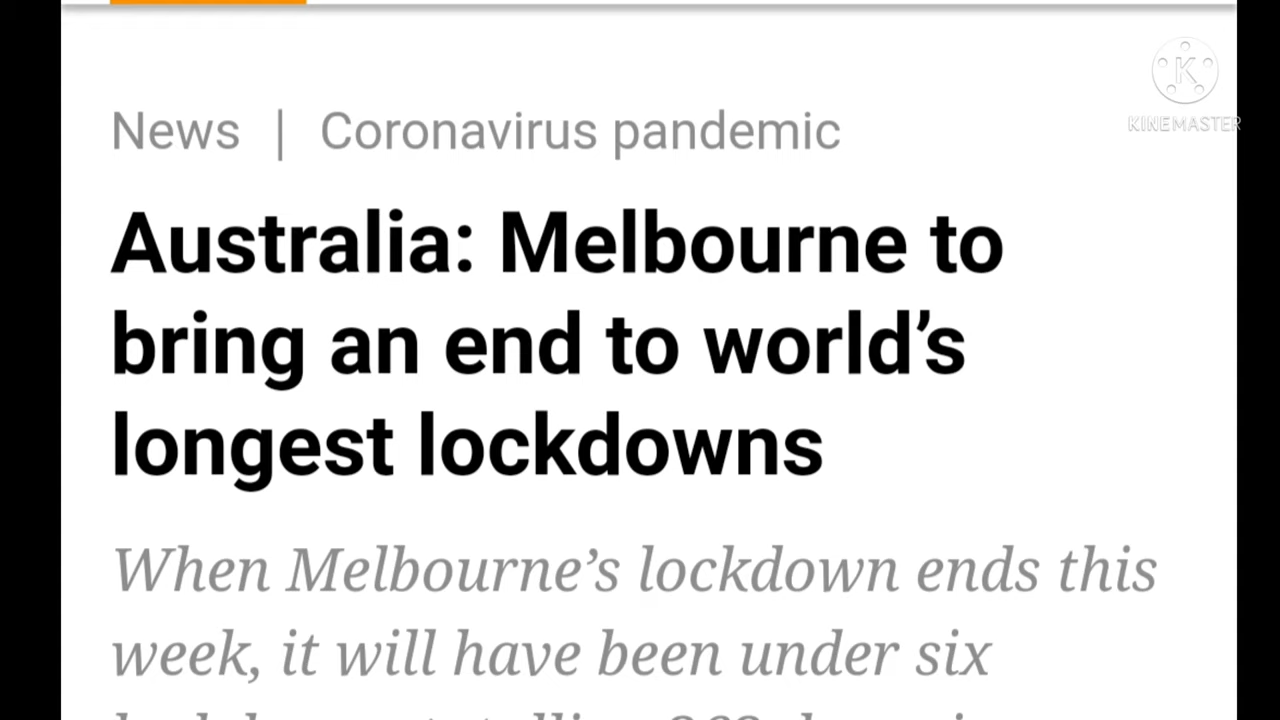 News | Coronavirus pandemic
KINEMASTER
Australia: Melbourne to
bring an end to world’s
longest lockdowns
When Melbourne’s lockdown ends this
week, it will have been under six